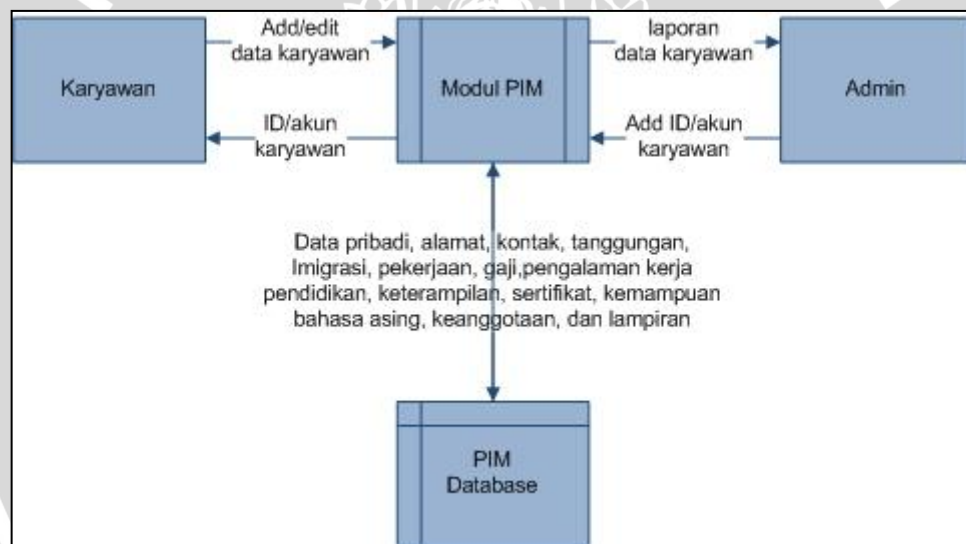 Add/edit
data karyawan
laporan
data karyawan
Karyawan
Modul PIM
Admin
ID/akun
karyawan
Add ID/akun
karyawan
Data pribadi, alamat, kontak, tanggungan,
Imigrasi, pekerjaan, gaji,pengalaman kerja
pendidikan, keterampilan, sertifikat, kemampuan
bahasa asing, keanggotaan, dan lampiran
PIM
Database